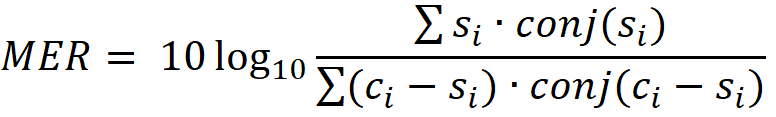 MER = 10 log₁₀ ∑ sᵢ · conj(sᵢ) / ∑(cᵢ − sᵢ) · conj(cᵢ − sᵢ)